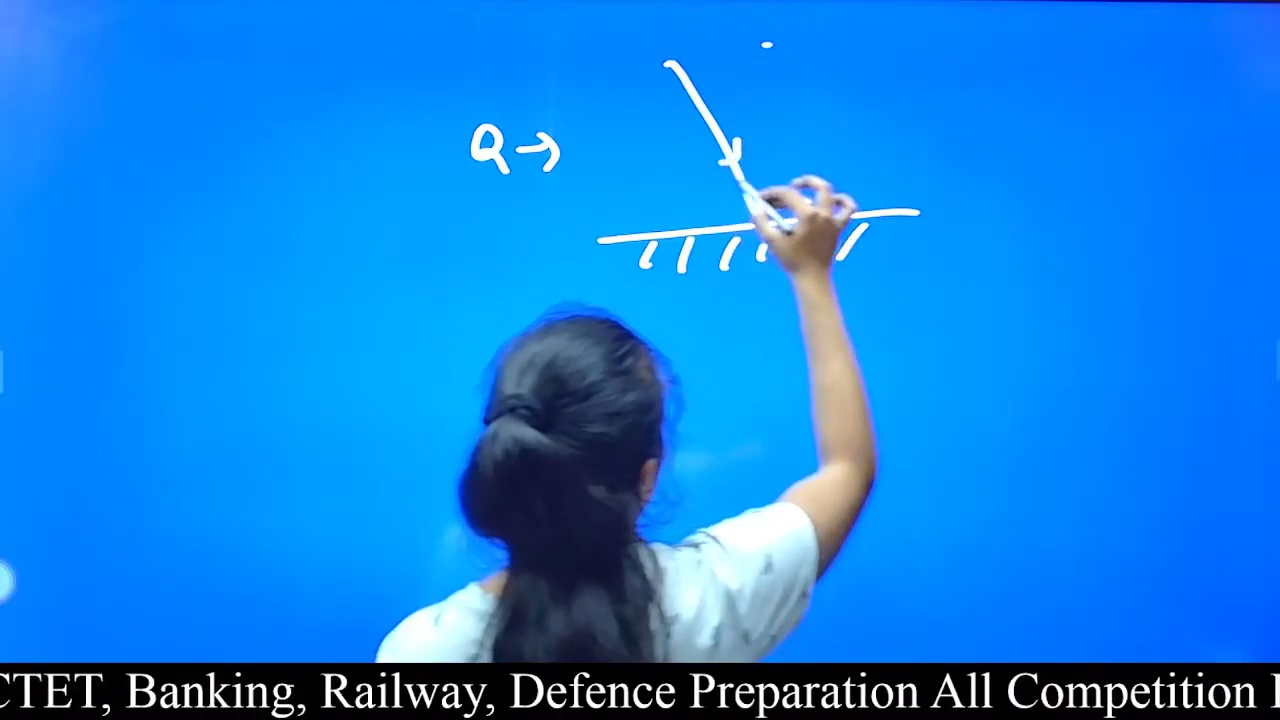 Q →
CTET, Banking, Railway, Defence Preparation All Competition